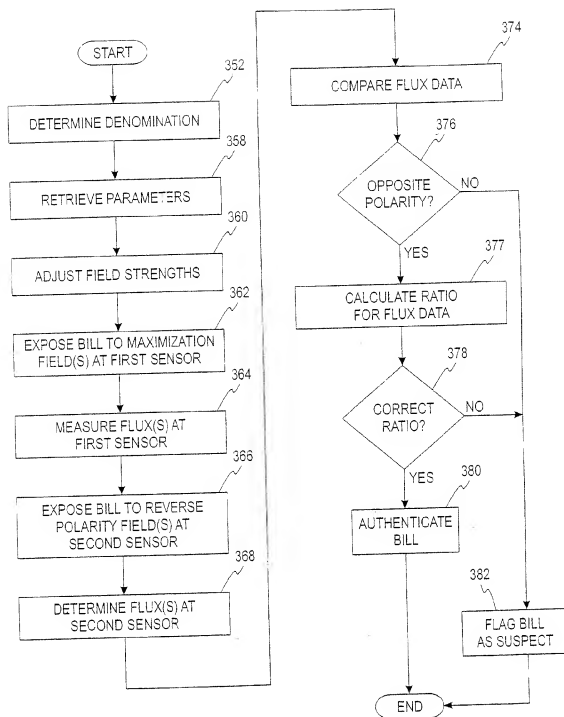 START
352
DETERMINE DENOMINATION
358
RETRIEVE PARAMETERS
360
ADJUST FIELD STRENGTHS
362
EXPOSE BILL TO MAXIMIZATION
FIELD(S) AT FIRST SENSOR
364
MEASURE FLUX(S) AT
FIRST SENSOR
366
EXPOSE BILL TO REVERSE
POLARITY FIELD(S) AT
SECOND SENSOR
368
DETERMINE FLUX(S) AT
SECOND SENSOR
374
COMPARE FLUX DATA
376
OPPOSITE
POLARITY?
NO
YES
377
CALCULATE RATIO
FOR FLUX DATA
378
CORRECT
RATIO?
NO
YES
380
AUTHENTICATE
BILL
382
FLAG BILL
AS SUSPECT
END